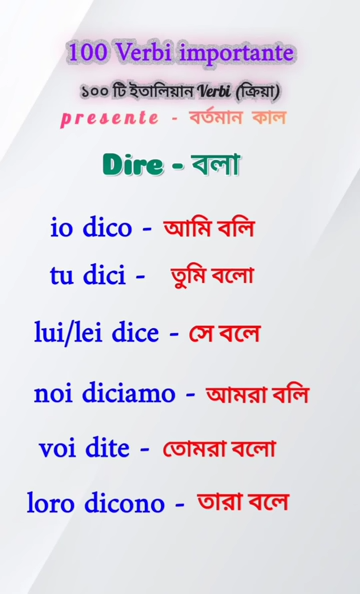 100 Verbi importante
১০০ টি ইতালিয়ান Verbi (ক্রিয়া)
presente - বর্তমান কাল
Dire - বলা
io dico - আমি বলি
tu dici - তুমি বলো
lui/lei dice - সে বলে
noi diciamo - আমরা বলি
voi dite - তোমরা বলো
loro dicono - তারা বলে